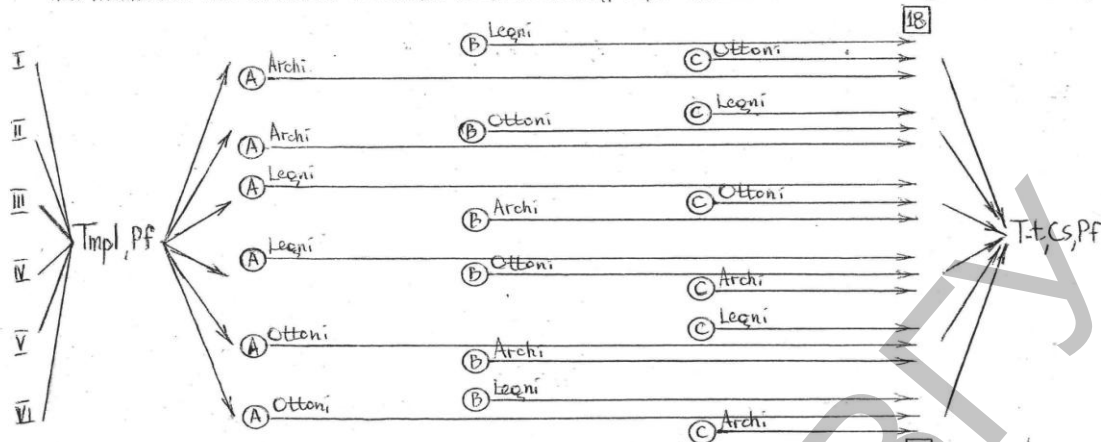 18
B Legni
I
C Ottoni
A Archi
C Legni
II
B Ottoni
A Archi
A Legni
C Ottoni
III
B Archi
Tmpl, Pf
T-t, Cs, Pf
A Legni
B Ottoni
IV
C Archi
C Legni
V
A Ottoni
B Archi
B Legni
VI
A Ottoni
C Archi